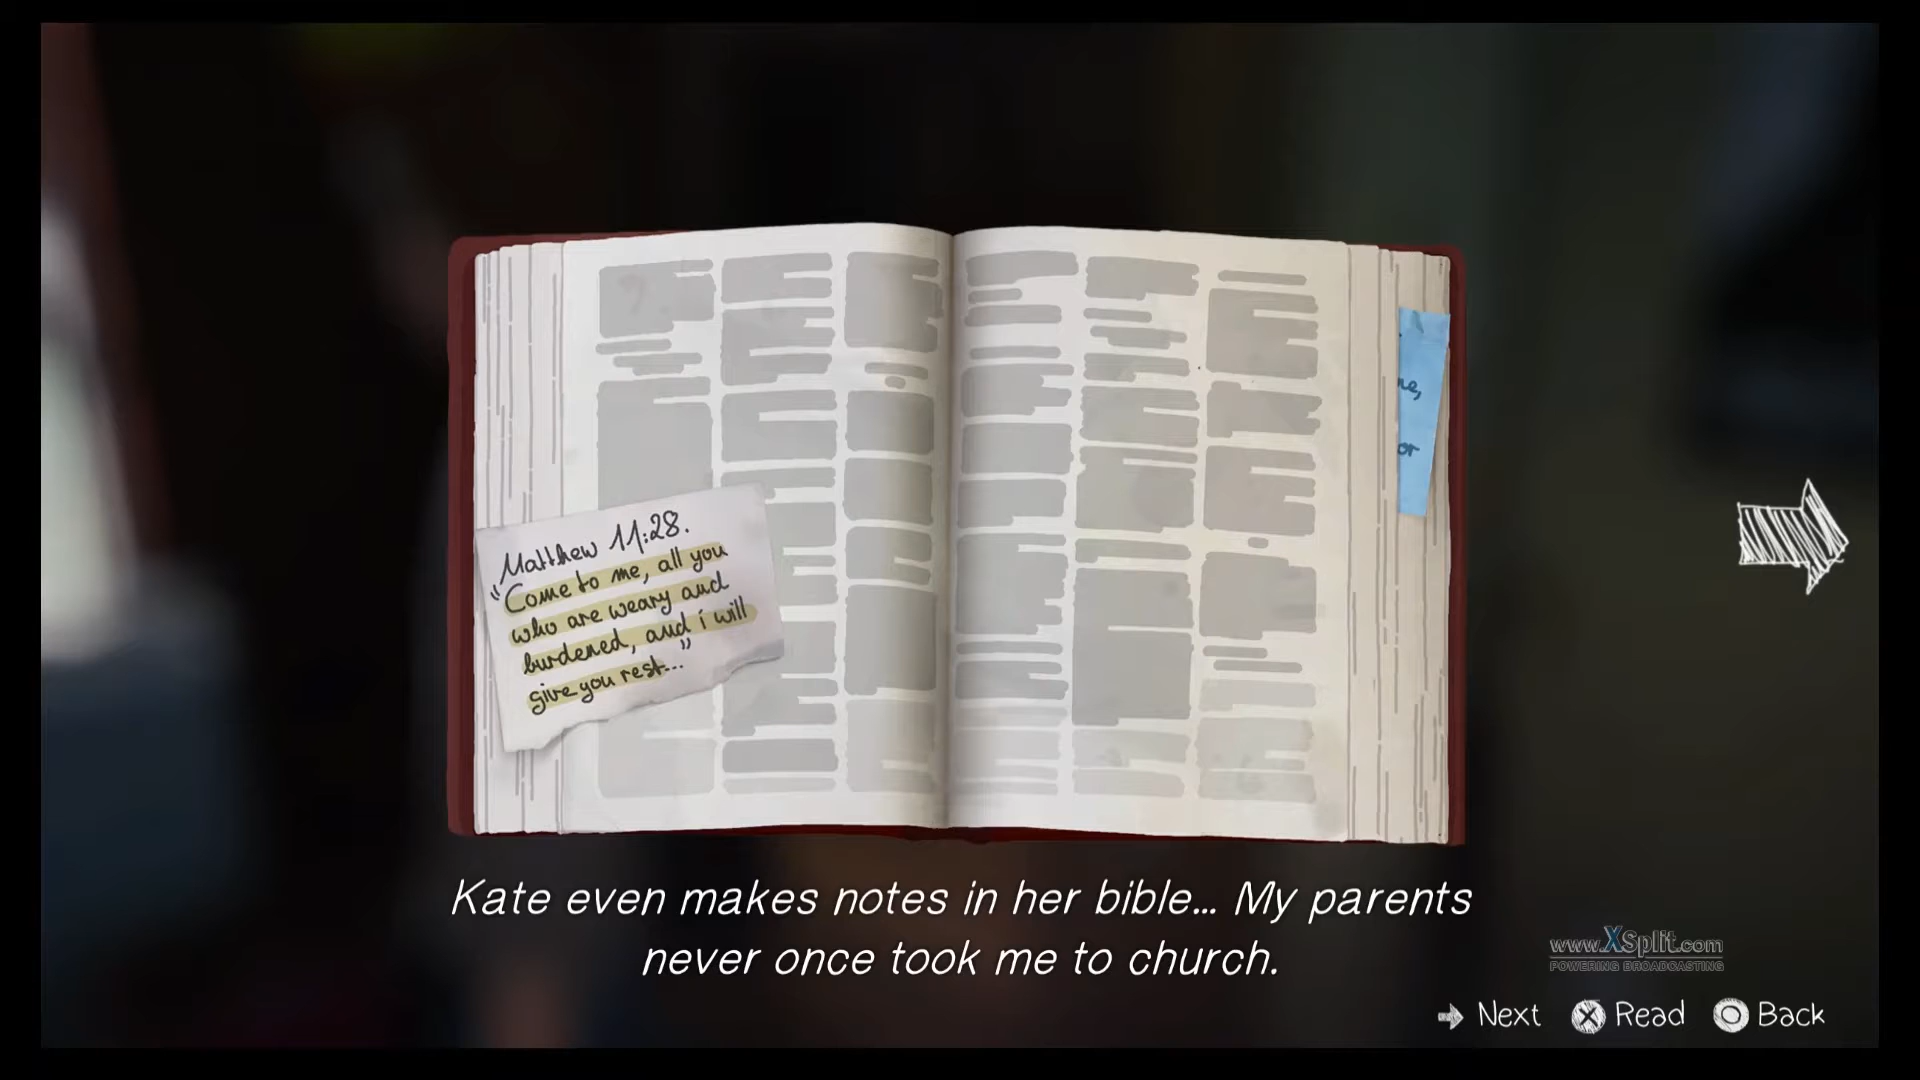 Matthew 11:28.
"Come to me, all you
who are weary and
burdened, and i will
give you rest..."
ne,
or
Kate even makes notes in her bible... My parents
never once took me to church.
www.XSplit.com
POWERING BROADCASTING
Next Read Back